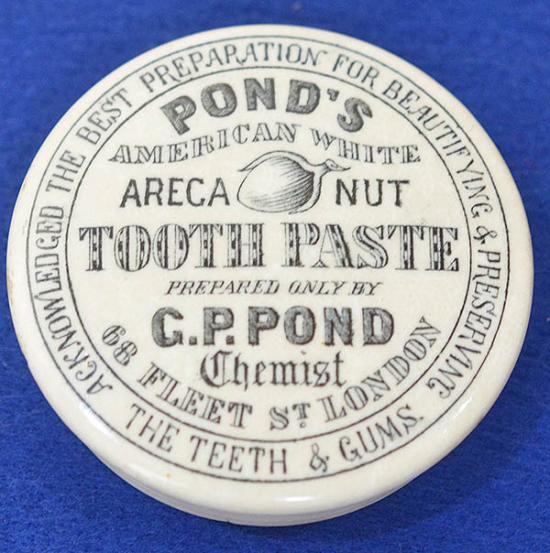 ACKNOWLEDGED THE BEST PREPARATION FOR BEAUTIFYING & PRESERVING THE TEETH & GUMS.
POND'S
AMERICAN WHITE
ARECA NUT
TOOTH PASTE
PREPARED ONLY BY
G.P. POND
Chemist
68 FLEET ST LONDON